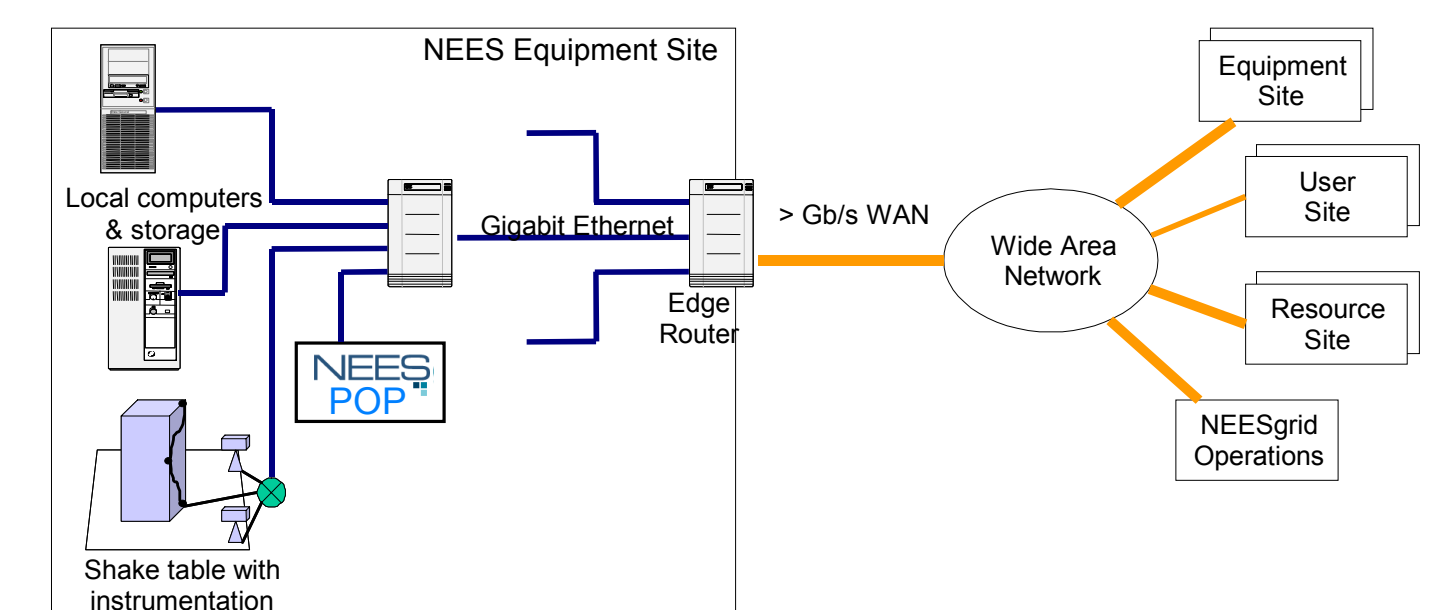 NEES Equipment Site
Local computers
& storage
Gigabit Ethernet
Edge
Router
NEES
POP
Shake table with
instrumentation
> Gb/s WAN
Wide Area
Network
Equipment
Site
User
Site
Resource
Site
NEESgrid
Operations